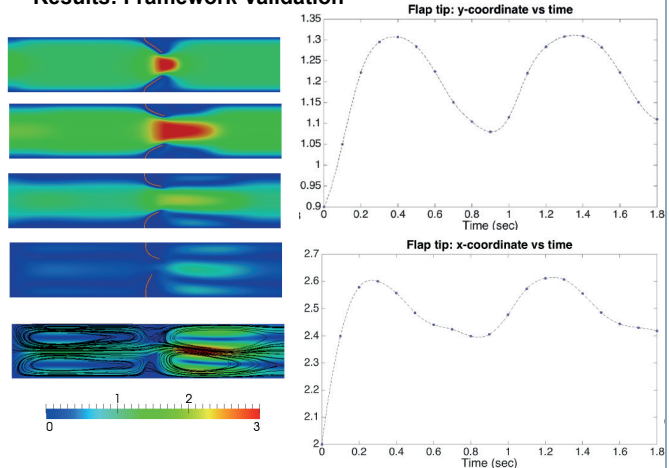 Results: Framework Validation
Flap tip: y-coordinate vs time
1.35
1.3
1.25
1.2
1.15
1.1
1.05
1
0.95
0.9
0 0.2 0.4 0.6 0.8 1 1.2 1.4 1.6 1.8
Time (sec)
Flap tip: x-coordinate vs time
2.7
2.6
2.5
2.4
2.3
2.2
2.1
2
0 0.2 0.4 0.6 0.8 1 1.2 1.4 1.6 1.8
Time (sec)
1 2
0 3